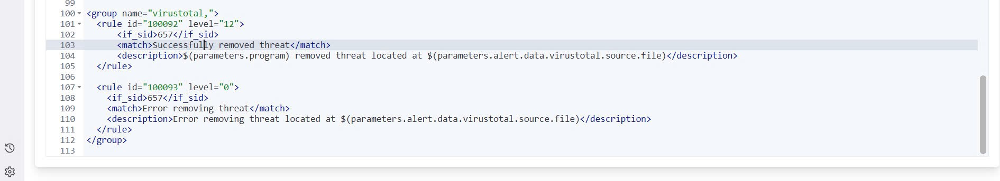 99
100 <group name="virustotal,">
101   <rule id="100092" level="12">
102       <if_sid>657</if_sid>
103       <match>Successfully removed threat</match>
104       <description>$(parameters.program) removed threat located at $(parameters.alert.data.virustotal.source.file)</description>
105   </rule>
106
107   <rule id="100093" level="0">
108     <if_sid>657</if_sid>
109     <match>Error removing threat</match>
110     <description>Error removing threat located at $(parameters.alert.data.virustotal.source.file)</description>
111   </rule>
112 </group>
113